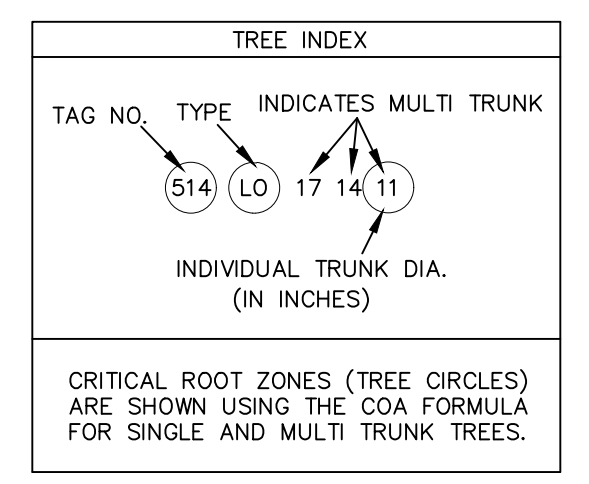 TREE INDEX
TAG NO. TYPE INDICATES MULTI TRUNK
514 LO 17 14 11
INDIVIDUAL TRUNK DIA.
(IN INCHES)
CRITICAL ROOT ZONES (TREE CIRCLES)
ARE SHOWN USING THE COA FORMULA
FOR SINGLE AND MULTI TRUNK TREES.